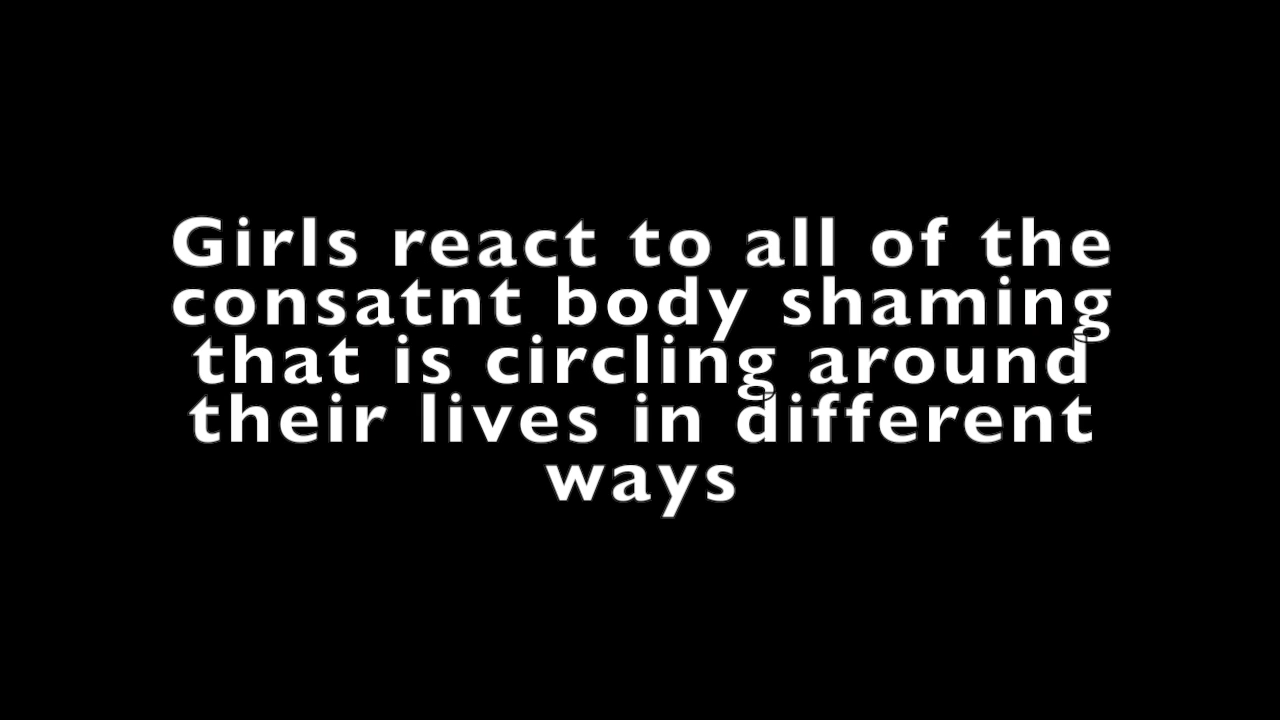 Girls react to all of the
consatnt body shaming
that is circling around
their lives in different
ways